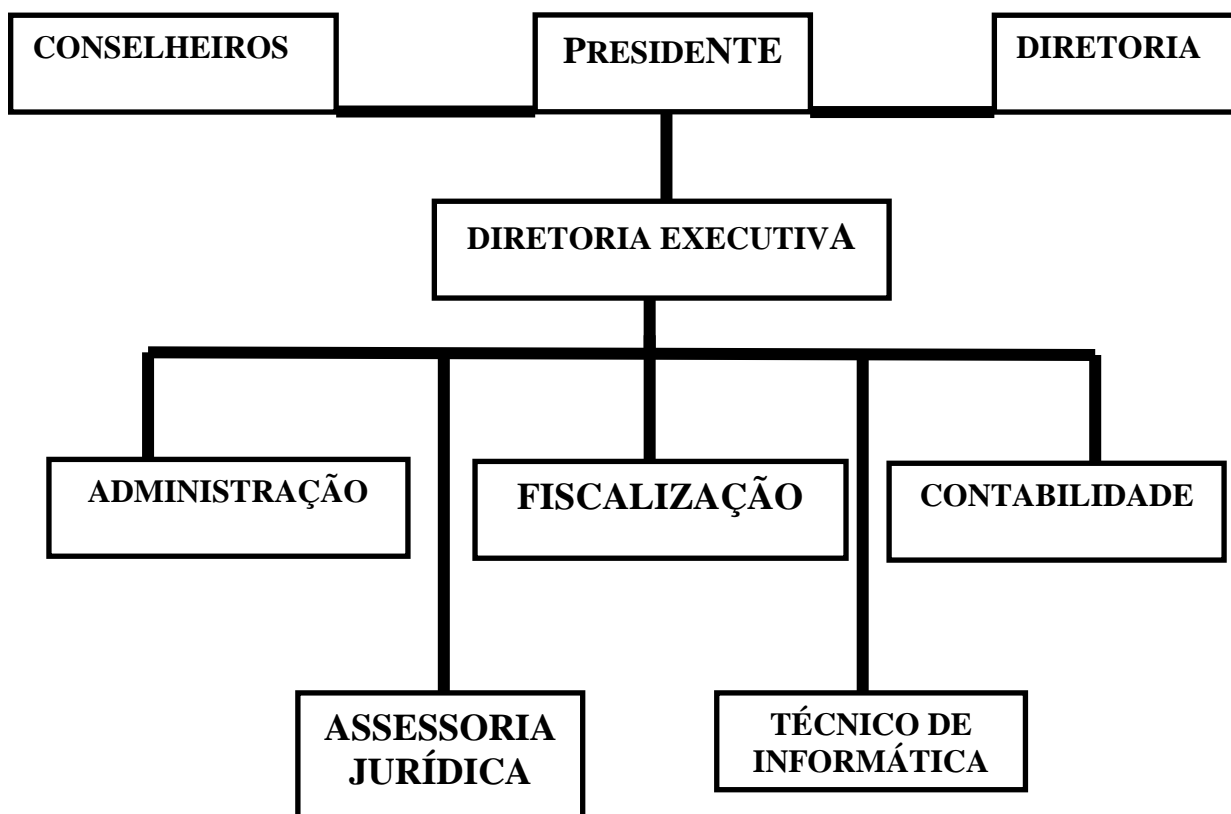 CONSELHEIROS
PRESIDENTE
DIRETORIA
DIRETORIA EXECUTIVA
ADMINISTRAÇÃO
FISCALIZAÇÃO
CONTABILIDADE
ASSESSORIA
JURÍDICA
TÉCNICO DE
INFORMÁTICA